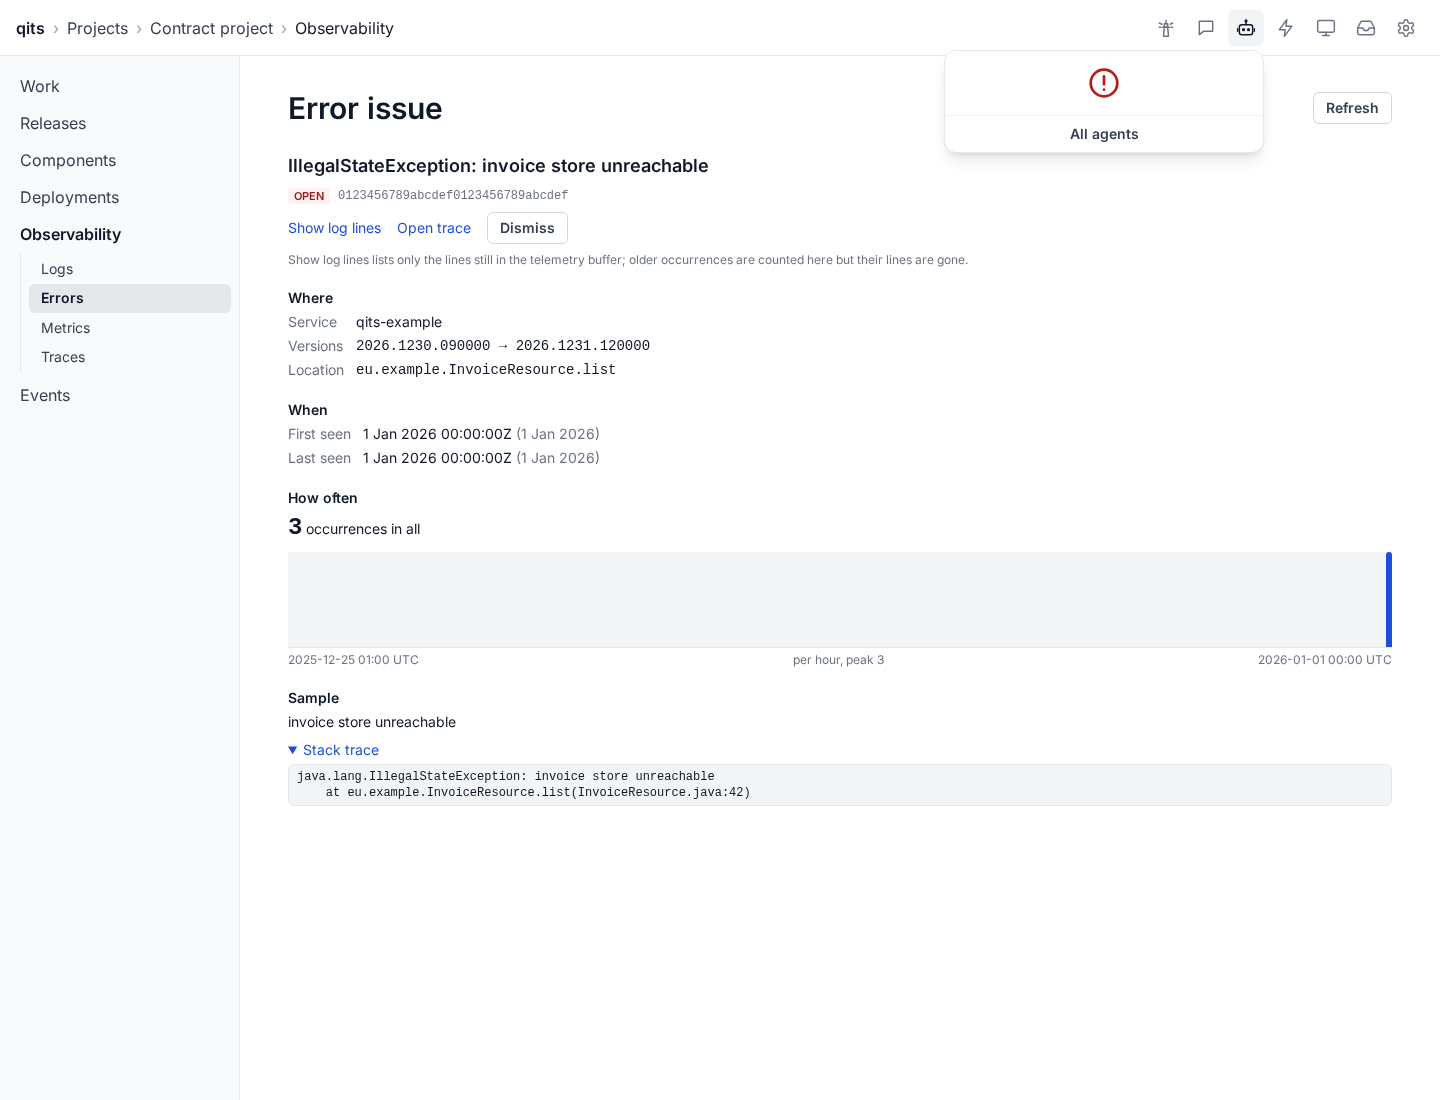 qits › Projects › Contract project › Observability
All agents
Work
Releases
Components
Deployments
Observability
Logs
Errors
Metrics
Traces
Events
Error issue
Refresh
IllegalStateException: invoice store unreachable
OPEN 0123456789abcdef0123456789abcdef
Show log lines Open trace Dismiss
Show log lines lists only the lines still in the telemetry buffer; older occurrences are counted here but their lines are gone.
Where
Service qits-example
Versions 2026.1230.090000 → 2026.1231.120000
Location eu.example.InvoiceResource.list
When
First seen 1 Jan 2026 00:00:00Z (1 Jan 2026)
Last seen 1 Jan 2026 00:00:00Z (1 Jan 2026)
How often
3 occurrences in all
2025-12-25 01:00 UTC per hour, peak 3 2026-01-01 00:00 UTC
Sample
invoice store unreachable
▼ Stack trace
java.lang.IllegalStateException: invoice store unreachable
    at eu.example.InvoiceResource.list(InvoiceResource.java:42)